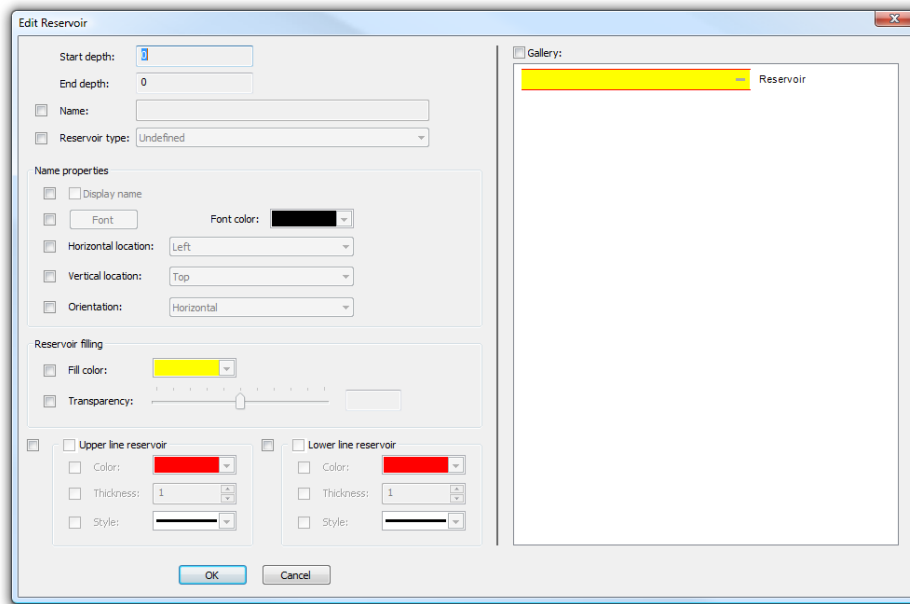 Edit Reservoir
Start depth: 0
End depth: 0
Name:
Reservoir type: Undefined
Name properties
Display name
Font Font color:
Horizontal location: Left
Vertical location: Top
Orientation: Horizontal
Reservoir filling
Fill color:
Transparency:
Upper line reservoir
Color:
Thickness: 1
Style:
Lower line reservoir
Color:
Thickness: 1
Style:
OK Cancel
Gallery:
Reservoir